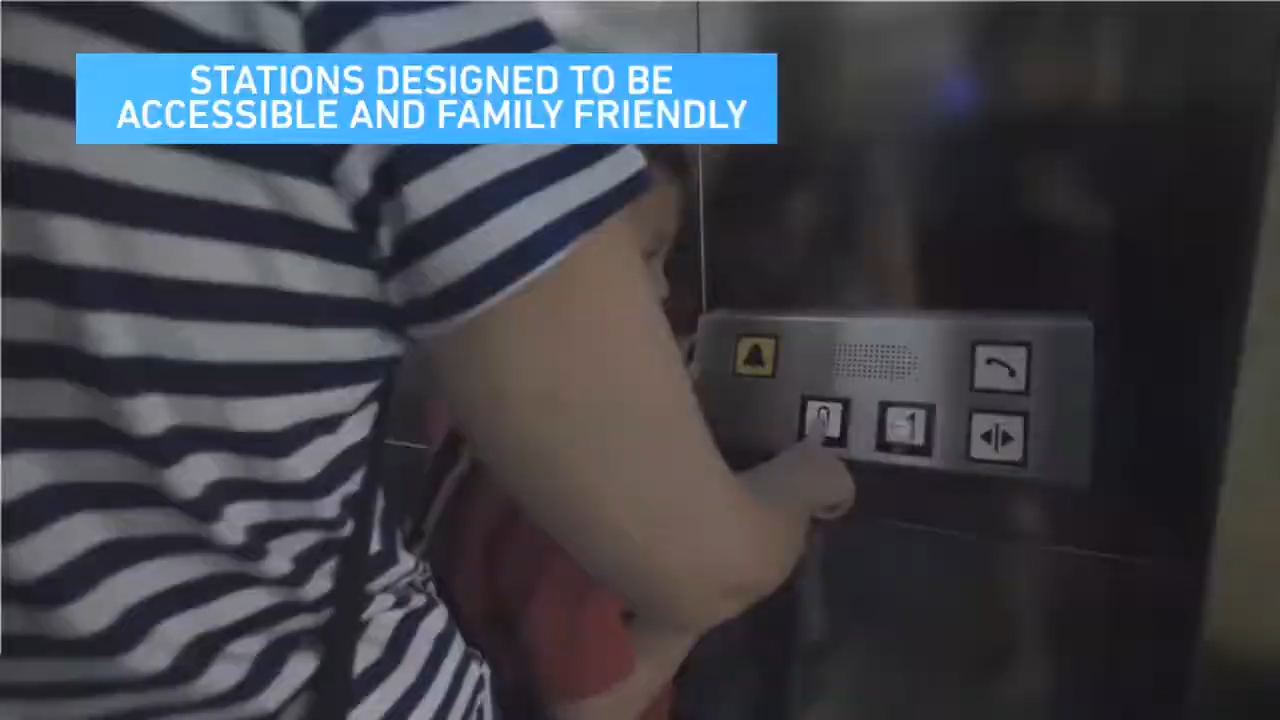 STATIONS DESIGNED TO BE
ACCESSIBLE AND FAMILY FRIENDLY
-1